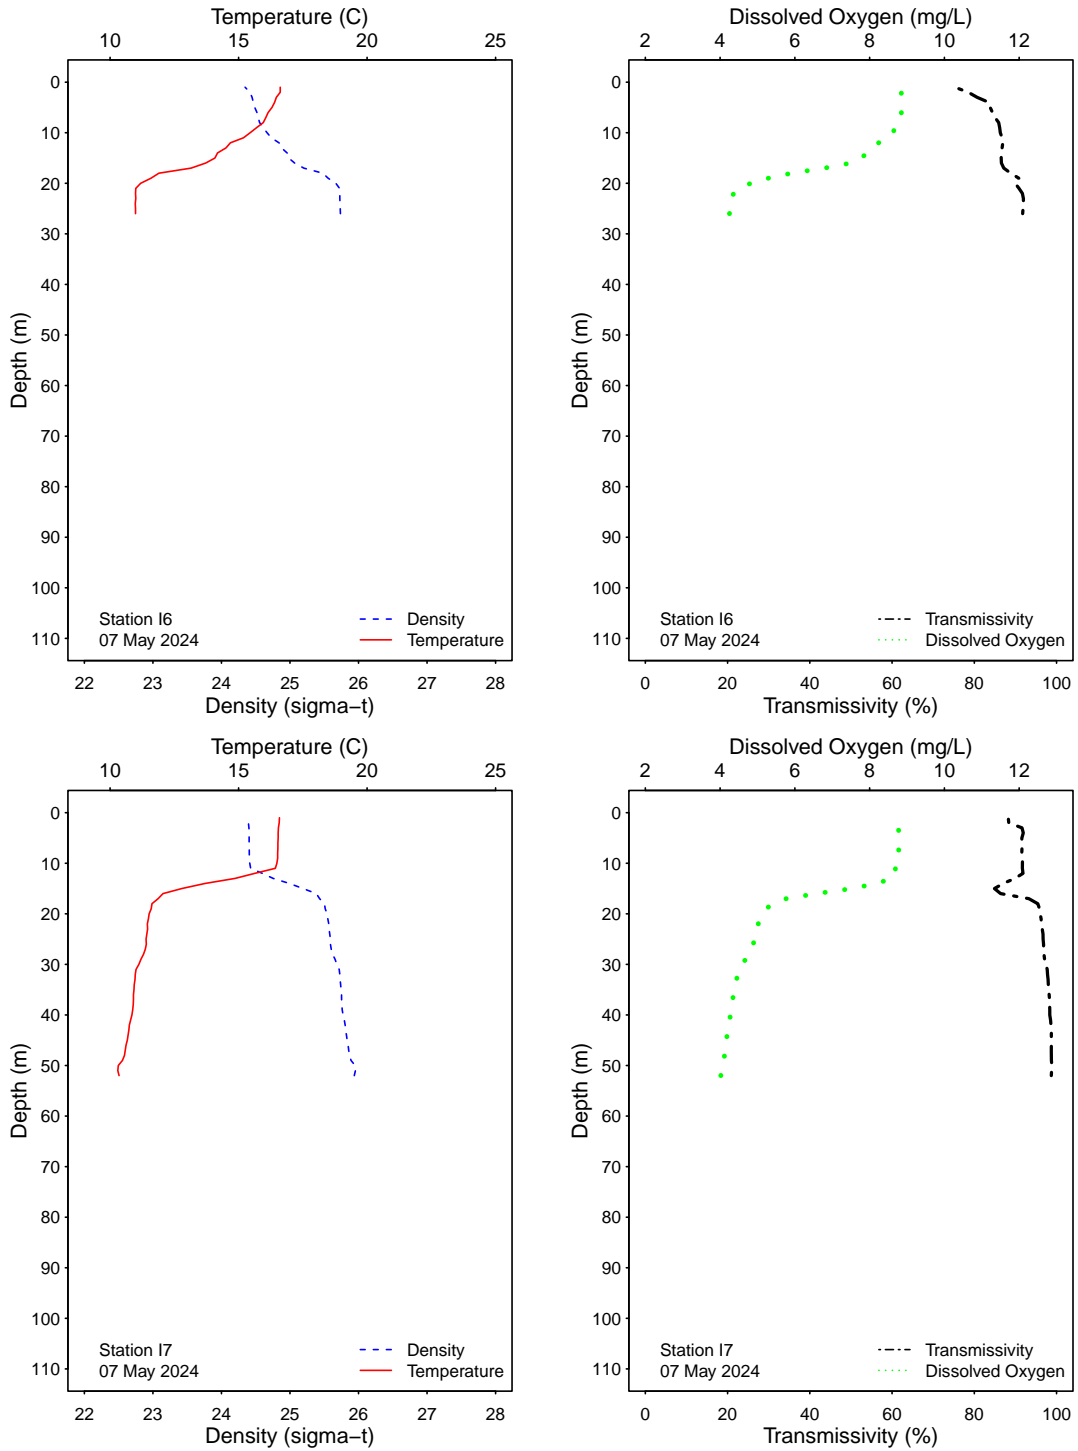 Temperature (C)
10 15 20 25
0
10
20
30
40
50
60
70
80
90
100
110
Depth (m)
Station I6
07 May 2024
Density
Temperature
22 23 24 25 26 27 28
Density (sigma−t)
Dissolved Oxygen (mg/L)
2 4 6 8 10 12
0
10
20
30
40
50
60
70
80
90
100
110
Depth (m)
Station I6
07 May 2024
Transmissivity
Dissolved Oxygen
0 20 40 60 80 100
Transmissivity (%)
Temperature (C)
10 15 20 25
0
10
20
30
40
50
60
70
80
90
100
110
Depth (m)
Station I7
07 May 2024
Density
Temperature
22 23 24 25 26 27 28
Density (sigma−t)
Dissolved Oxygen (mg/L)
2 4 6 8 10 12
0
10
20
30
40
50
60
70
80
90
100
110
Depth (m)
Station I7
07 May 2024
Transmissivity
Dissolved Oxygen
0 20 40 60 80 100
Transmissivity (%)